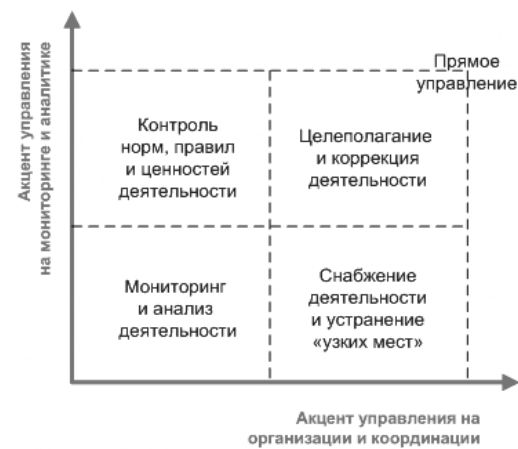 Акцент управления
на мониторинге и аналитике
Прямое
управление
Контроль
норм, правил
и ценностей
деятельности
Целеполагание
и коррекция
деятельности
Мониторинг
и анализ
деятельности
Снабжение
деятельности
и устранение
«узких мест»
Акцент управления на
организации и координации